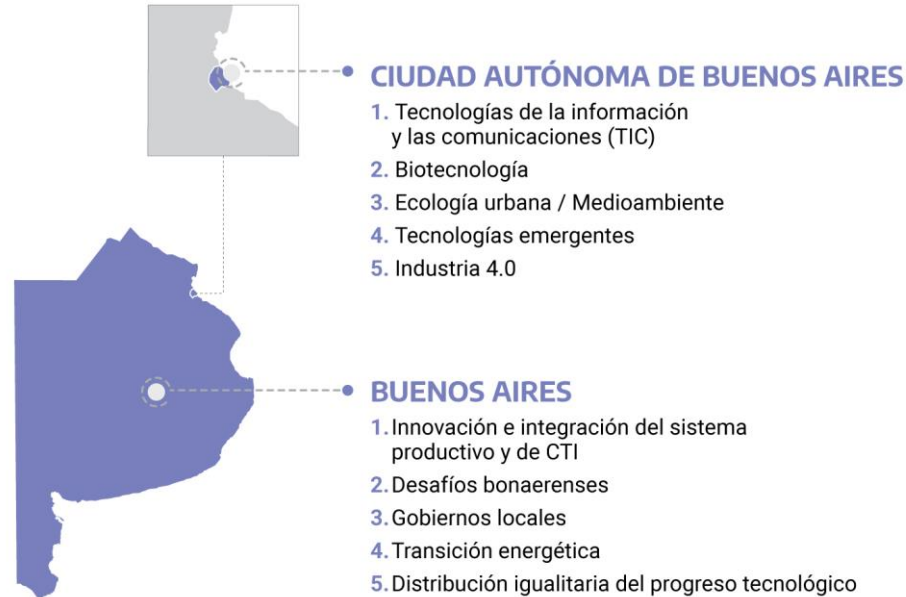 CIUDAD AUTÓNOMA DE BUENOS AIRES
1. Tecnologías de la información
y las comunicaciones (TIC)
2. Biotecnología
3. Ecología urbana / Medioambiente
4. Tecnologías emergentes
5. Industria 4.0
BUENOS AIRES
1. Innovación e integración del sistema
productivo y de CTI
2. Desafíos bonaerenses
3. Gobiernos locales
4. Transición energética
5. Distribución igualitaria del progreso tecnológico